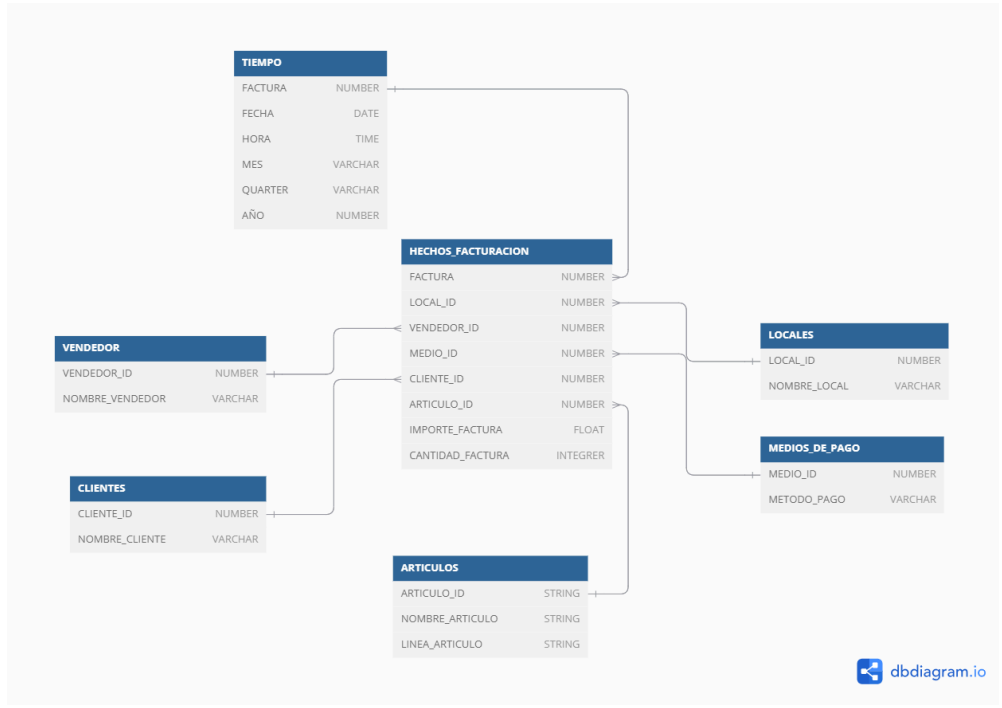 TIEMPO
FACTURA NUMBER
FECHA DATE
HORA TIME
MES VARCHAR
QUARTER VARCHAR
AÑO NUMBER
HECHOS_FACTURACION
FACTURA NUMBER
LOCAL_ID NUMBER
VENDEDOR_ID NUMBER
MEDIO_ID NUMBER
CLIENTE_ID NUMBER
ARTICULO_ID NUMBER
IMPORTE_FACTURA FLOAT
CANTIDAD_FACTURA INTEGRER
VENDEDOR
VENDEDOR_ID NUMBER
NOMBRE_VENDEDOR VARCHAR
LOCALES
LOCAL_ID NUMBER
NOMBRE_LOCAL VARCHAR
MEDIOS_DE_PAGO
MEDIO_ID NUMBER
METODO_PAGO VARCHAR
CLIENTES
CLIENTE_ID NUMBER
NOMBRE_CLIENTE VARCHAR
ARTICULOS
ARTICULO_ID STRING
NOMBRE_ARTICULO STRING
LINEA_ARTICULO STRING
dbdiagram.io